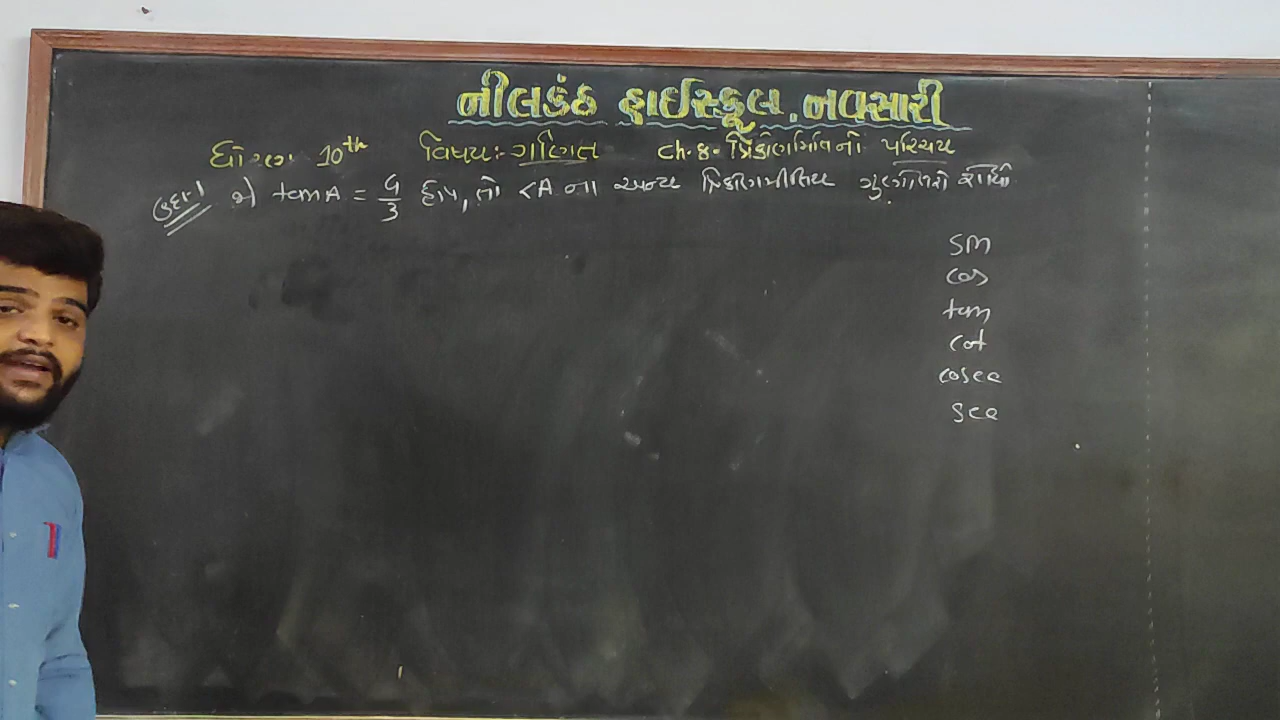 નીલકંઠ હાઈસ્કૂલ.નવસારી
ધોરણ 10th વિષય:- ગણિત ch.8- ત્રિકોણમિતિનો પરિચય
ઉદા-1 જો tanA = 4/3 હોય, તો <A ના અન્ય ત્રિકોણમીતિય ગુણોત્તરો શોધો
sin
cos
tan
cot
cosec
sec